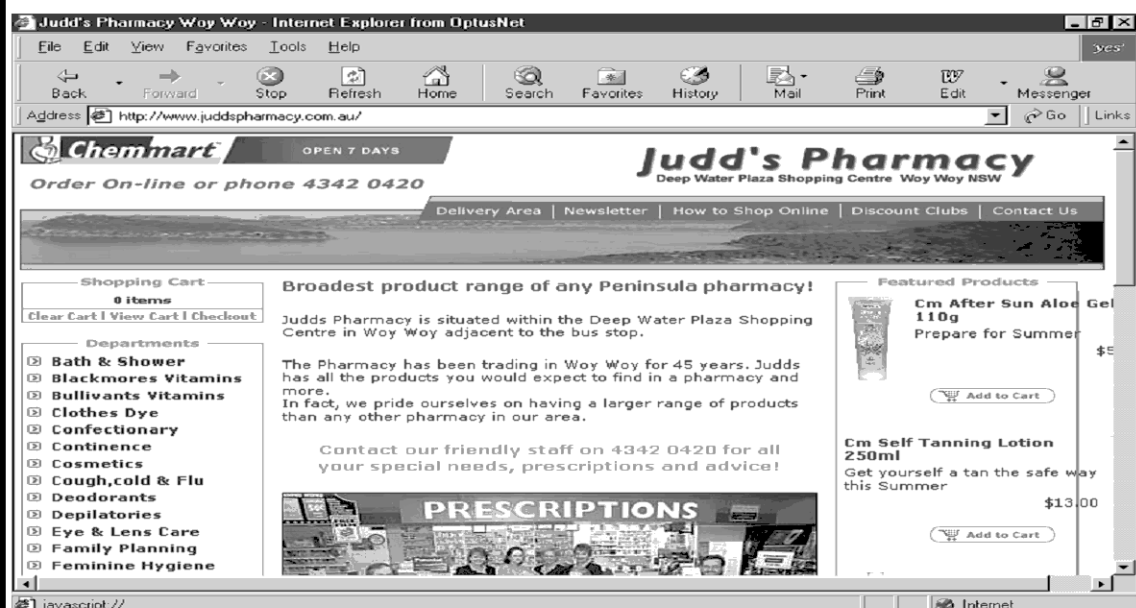 Judd's Pharmacy Woy Woy - Internet Explorer from OptusNet
File Edit View Favorites Tools Help
yes'
Back Forward Stop Refresh Home Search Favorites History Mail Print Edit Messenger
Address http://www.juddspharmacy.com.au/ Go Links
Chemmart OPEN 7 DAYS
Judd's Pharmacy
Deep Water Plaza Shopping Centre Woy Woy NSW
Order On-line or phone 4342 0420
Delivery Area | Newsletter | How to Shop Online | Discount Clubs | Contact Us
Shopping Cart
0 items
Clear Cart | View Cart | Checkout
Departments
Bath & Shower
Blackmores Vitamins
Bullivants Vitamins
Clothes Dye
Confectionary
Continence
Cosmetics
Cough,cold & Flu
Deodorants
Depilatories
Eye & Lens Care
Family Planning
Feminine Hygiene
Broadest product range of any Peninsula pharmacy!
Judds Pharmacy is situated within the Deep Water Plaza Shopping
Centre in Woy Woy adjacent to the bus stop.
The Pharmacy has been trading in Woy Woy for 45 years. Judds
has all the products you would expect to find in a pharmacy and
more.
In fact, we pride ourselves on having a larger range of products
than any other pharmacy in our area.
Contact our friendly staff on 4342 0420 for all
your special needs, prescriptions and advice!
PRESCRIPTIONS
Featured Products
Cm After Sun Aloe Gel
110g
Prepare for Summer
$5
Add to Cart
Cm Self Tanning Lotion
250ml
Get yourself a tan the safe way
this Summer
$13.00
Add to Cart
javascript://
Internet